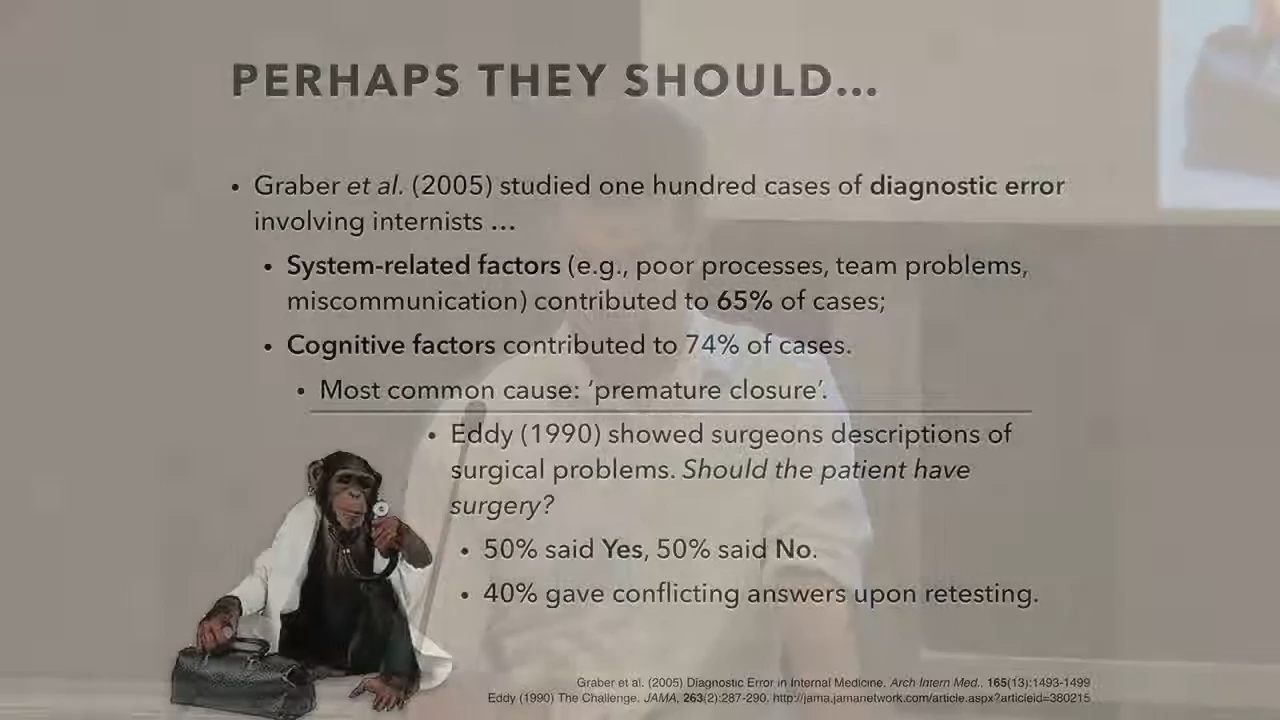 PERHAPS THEY SHOULD...
• Graber et al. (2005) studied one hundred cases of diagnostic error
involving internists ...
• System-related factors (e.g., poor processes, team problems,
miscommunication) contributed to 65% of cases;
• Cognitive factors contributed to 74% of cases.
• Most common cause: ‘premature closure’.
• Eddy (1990) showed surgeons descriptions of
surgical problems. Should the patient have
surgery?
• 50% said Yes, 50% said No.
• 40% gave conflicting answers upon retesting.
Graber et al. (2005) Diagnostic Error in Internal Medicine. Arch Intern Med.. 165(13):1493-1499
Eddy (1990) The Challenge. JAMA, 263(2):287-290. http://jama.jamanetwork.com/article.aspx?articleid=380215